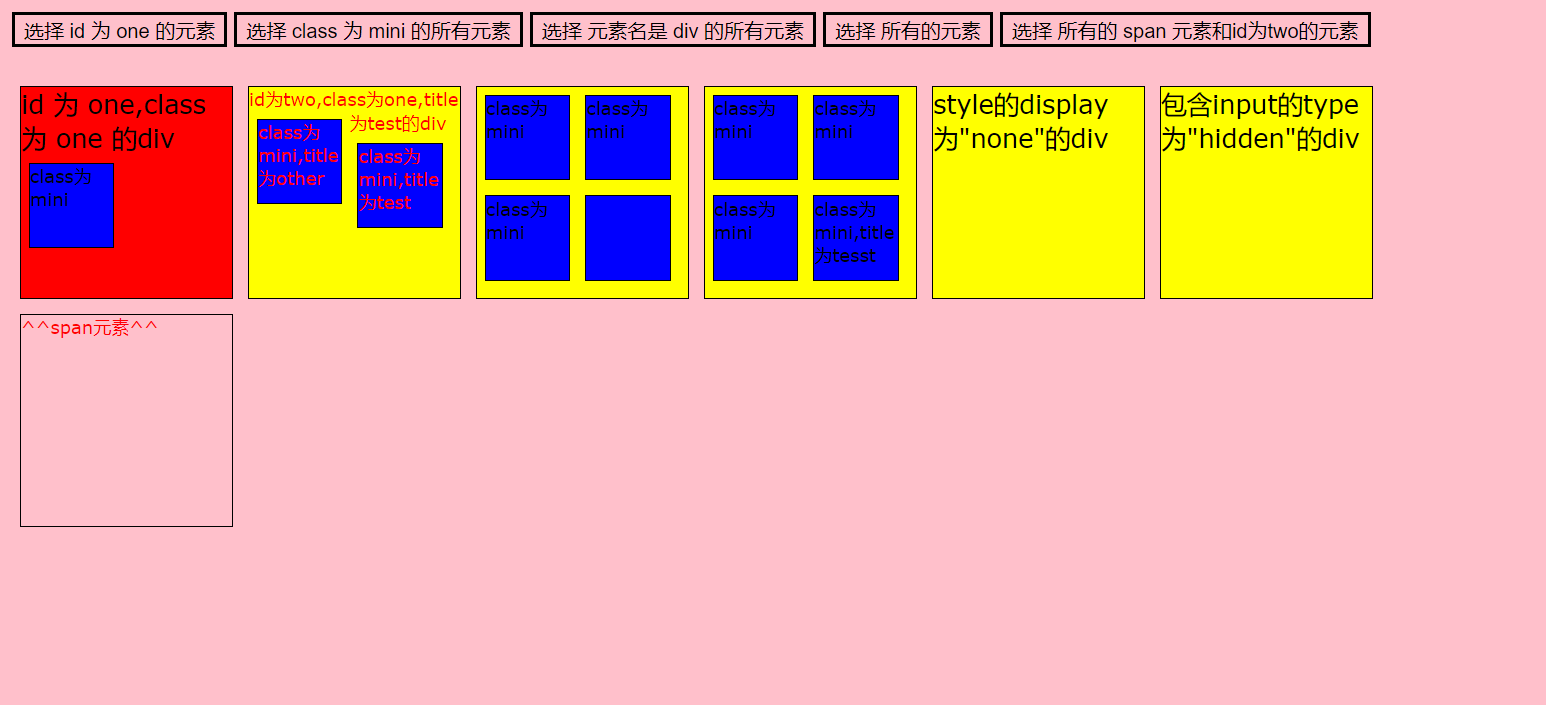 选择 id 为 one 的元素
选择 class 为 mini 的所有元素
选择 元素名是 div 的所有元素
选择 所有的元素
选择 所有的 span 元素和id为two的元素
id 为 one,class
为 one 的div
class为
mini
id为two,class为one,title
为test的div
class为
mini,title
为other
class为
mini,title
为test
class为
mini
class为
mini
class为
mini
class为
mini
class为
mini
class为
mini
class为
mini,title
为tesst
style的display
为"none"的div
包含input的type
为"hidden"的div
^^span元素^^